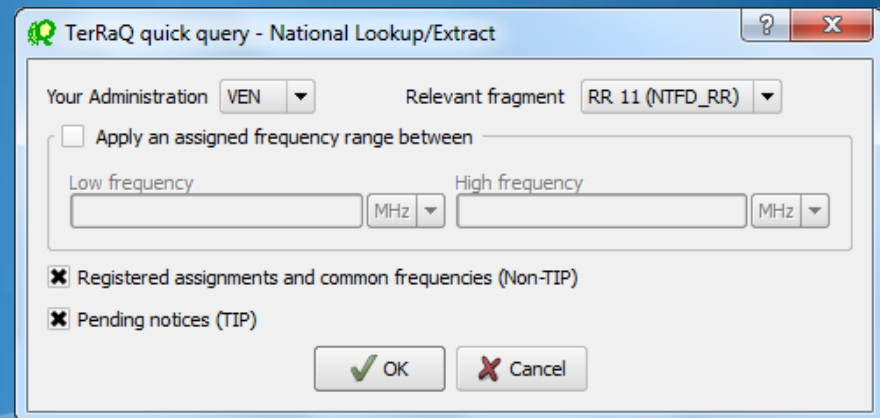 TerRaQ quick query - National Lookup/Extract
Your Administration VEN Relevant fragment RR 11 (NTFD_RR)
Apply an assigned frequency range between
Low frequency High frequency
MHz MHz
Registered assignments and common frequencies (Non-TIP)
Pending notices (TIP)
OK Cancel